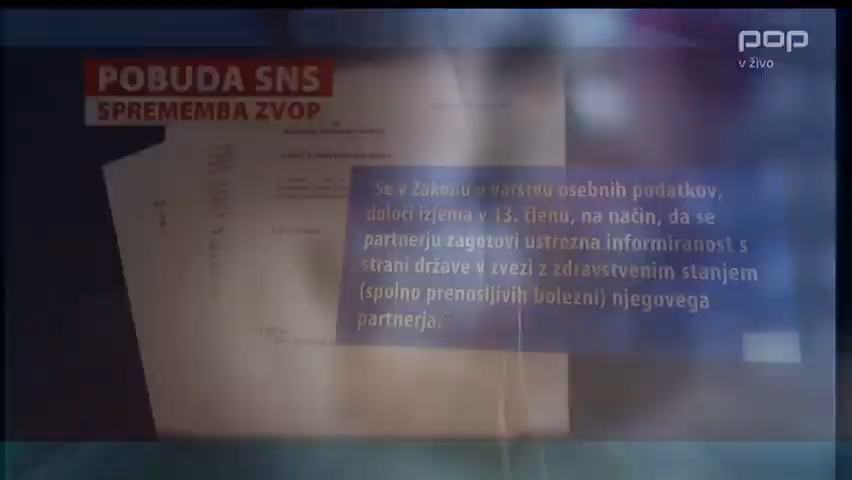 pop
v živo
POBUDA SNS
SPREMEMBA ZVOP
"Se v Zakonu o varstvu osebnih podatkov,
določi izjema v 13. členu, na način, da se
partnerju zagotovi ustrezna informiranost s
strani države v zvezi z zdravstvenim stanjem
(spolno prenosljivih bolezni) njegovega
partnerja."